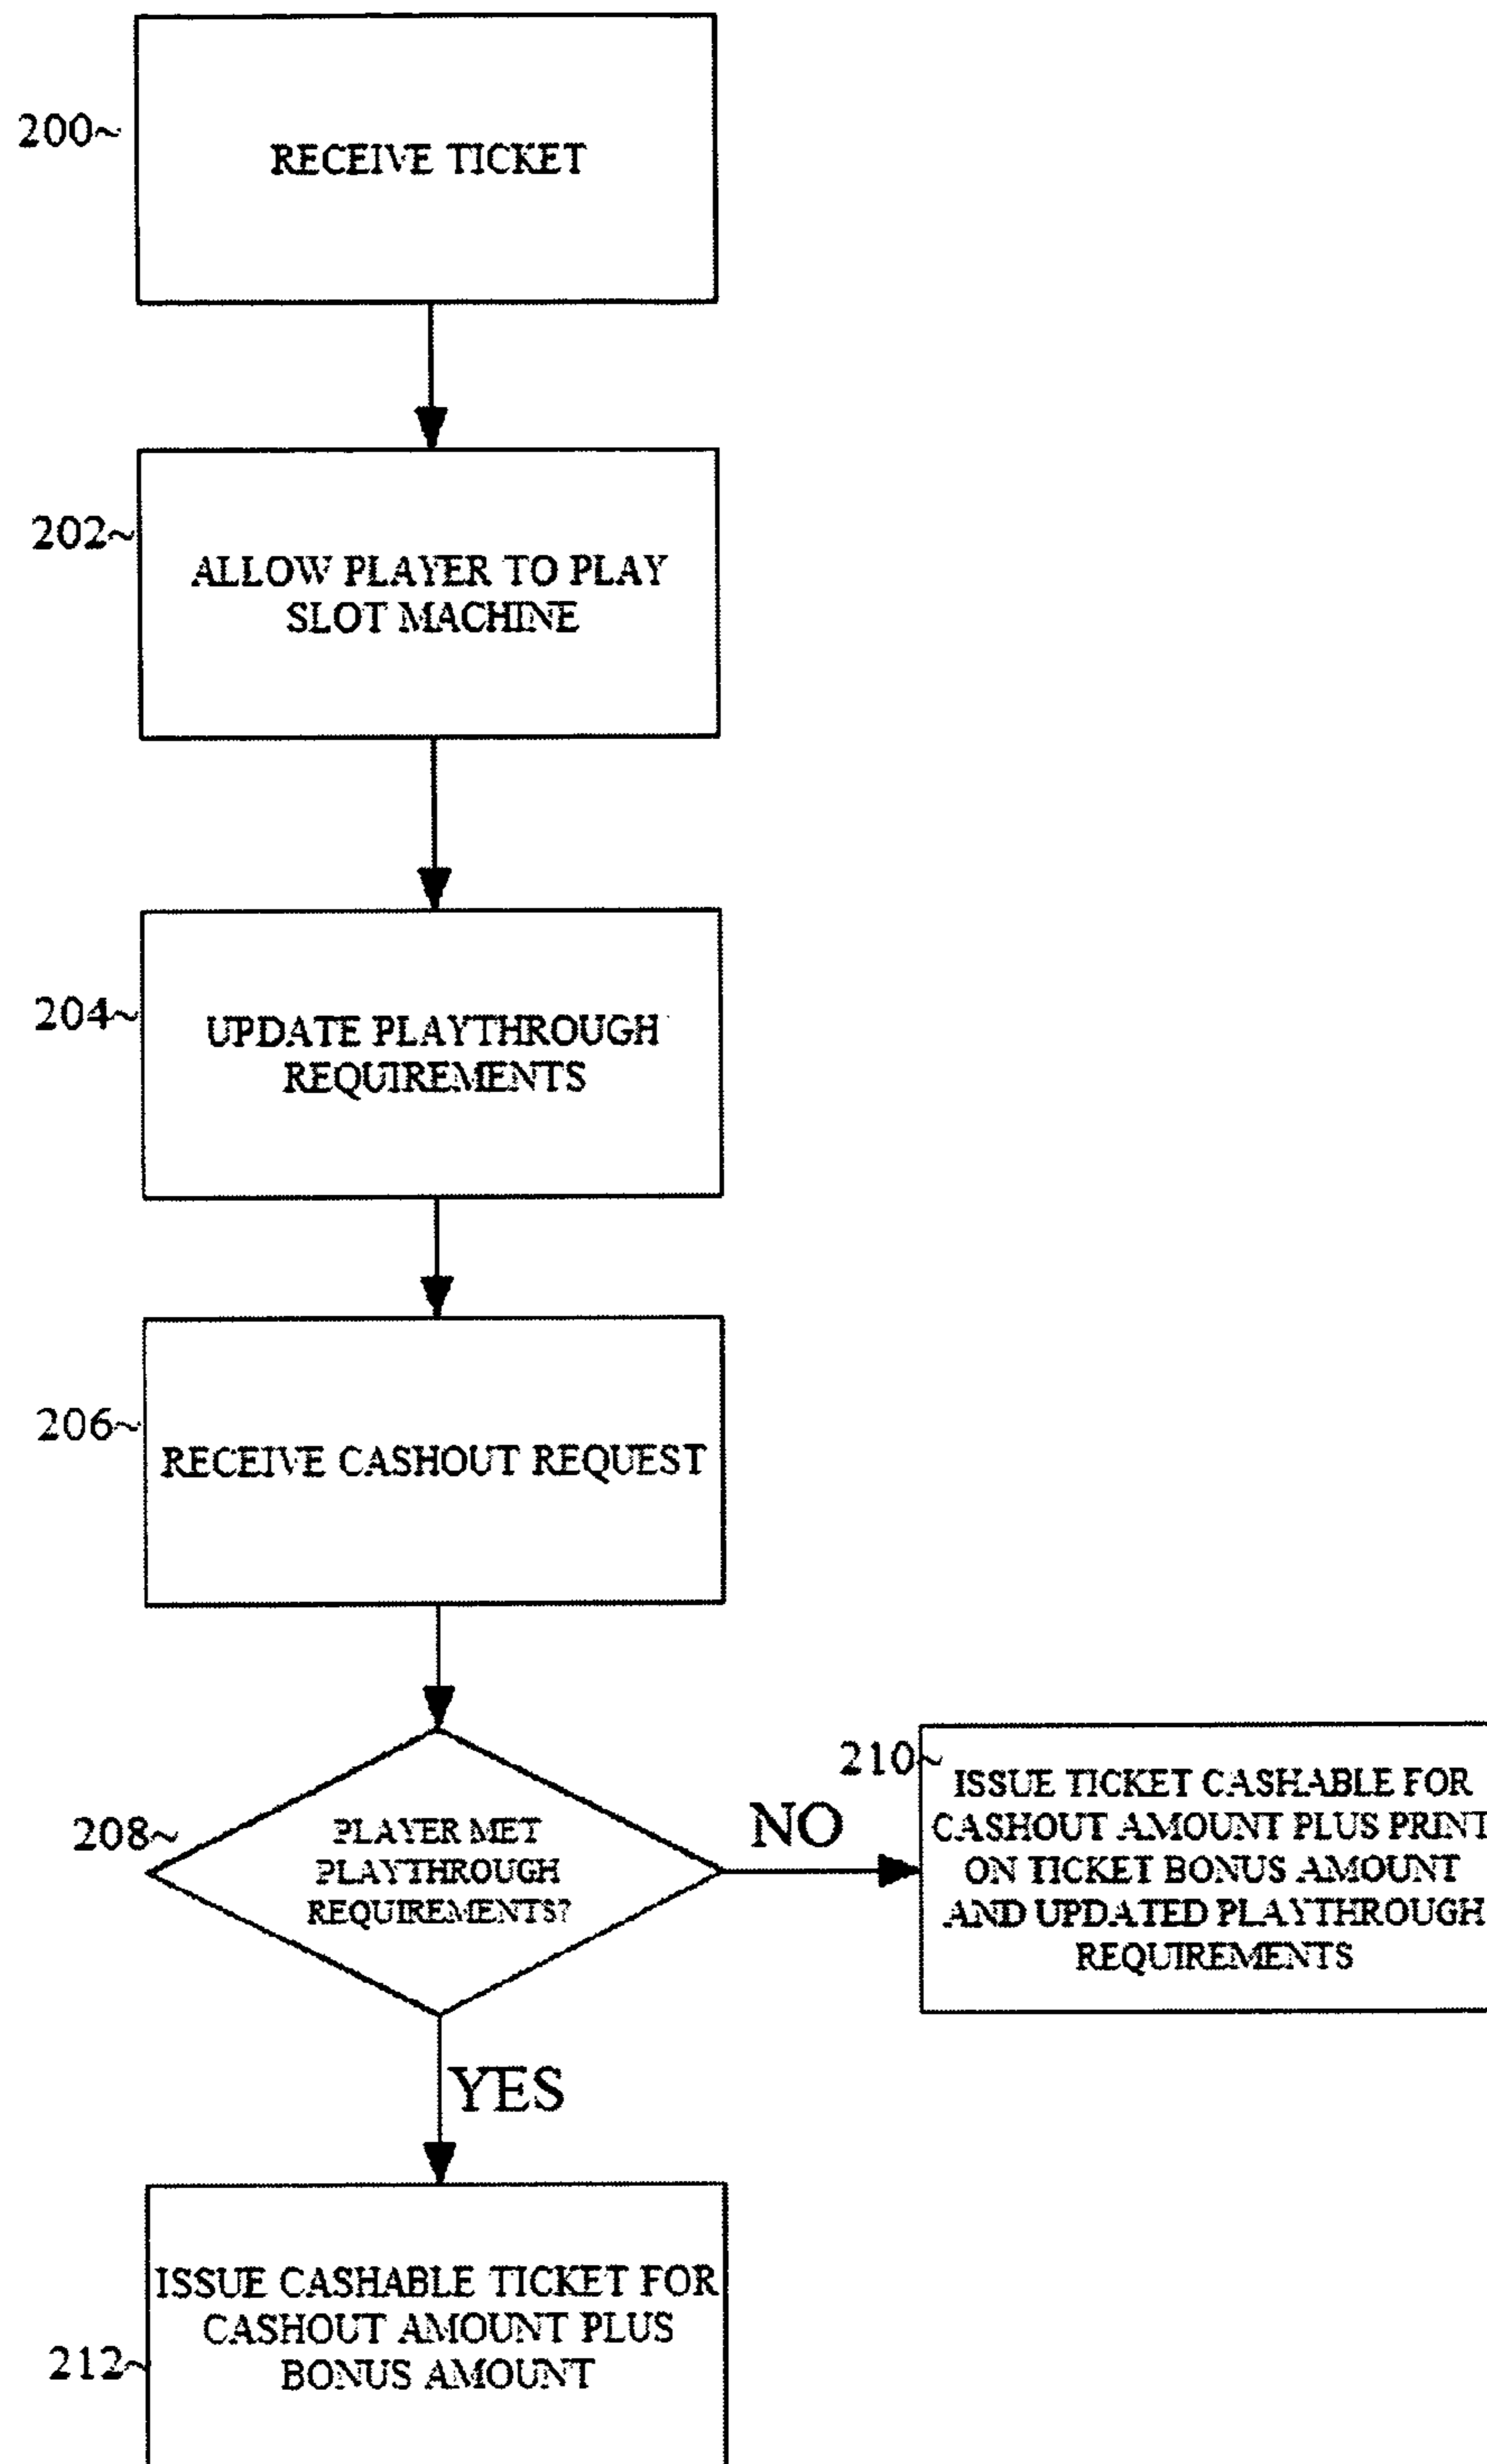 200~
RECEIVE TICKET
202~
ALLOW PLAYER TO PLAY
SLOT MACHINE
204~
UPDATE PLAYTHROUGH
REQUIREMENTS
206~
RECEIVE CASHOUT REQUEST
208~
PLAYER MET
PLAYTHROUGH
REQUIREMENTS?
NO
210~
ISSUE TICKET CASHABLE FOR
CASHOUT AMOUNT PLUS PRINT
ON TICKET BONUS AMOUNT
AND UPDATED PLAYTHROUGH
REQUIREMENTS
YES
212~
ISSUE CASHABLE TICKET FOR
CASHOUT AMOUNT PLUS
BONUS AMOUNT